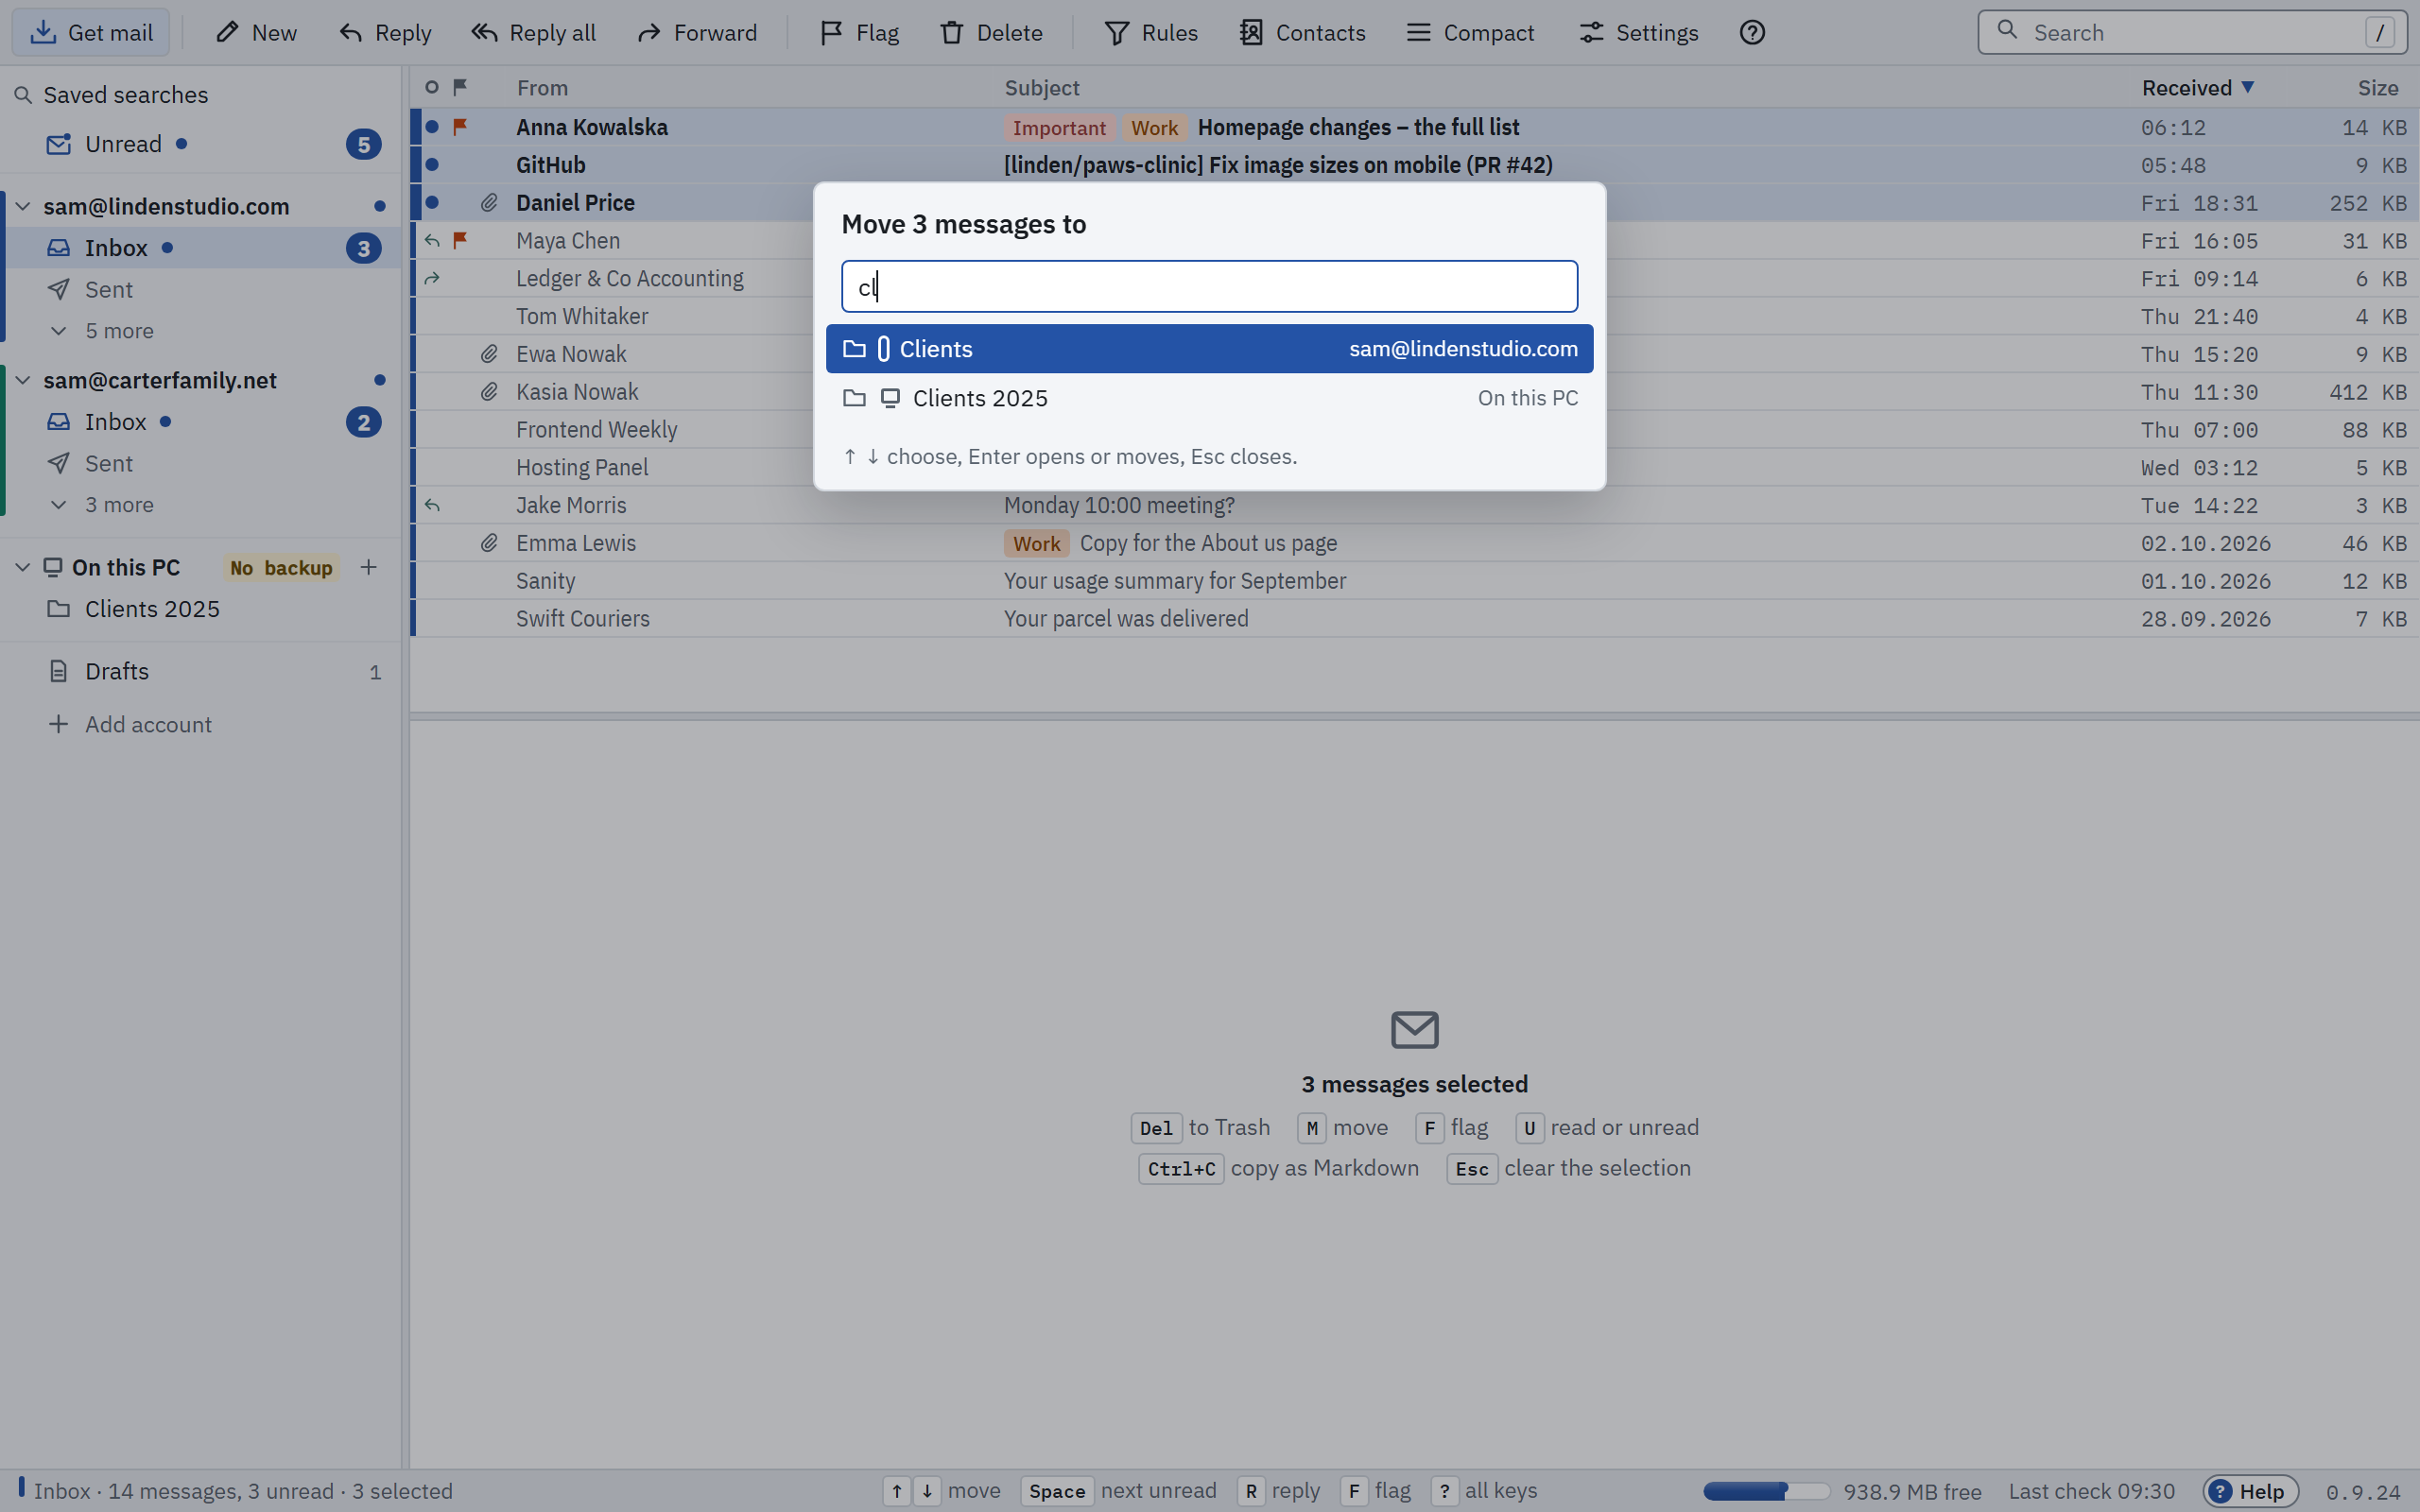 Get mail New Reply Reply all Forward Flag Delete Rules Contacts Compact Settings ? Search /
Saved searches
Unread 5
sam@lindenstudio.com
Inbox 3
Sent
5 more
sam@carterfamily.net
Inbox 2
Sent
3 more
On this PC No backup
Clients 2025
Drafts 1
Add account
From Subject Received Size
Anna Kowalska Important Work Homepage changes – the full list 06:12 14 KB
GitHub [linden/paws-clinic] Fix image sizes on mobile (PR #42) 05:48 9 KB
Daniel Price Fri 18:31 252 KB
Maya Chen Fri 16:05 31 KB
Ledger & Co Accounting Fri 09:14 6 KB
Tom Whitaker Thu 21:40 4 KB
Ewa Nowak Thu 15:20 9 KB
Kasia Nowak Thu 11:30 412 KB
Frontend Weekly Thu 07:00 88 KB
Hosting Panel Wed 03:12 5 KB
Jake Morris Monday 10:00 meeting? Tue 14:22 3 KB
Emma Lewis Work Copy for the About us page 02.10.2026 46 KB
Sanity Your usage summary for September 01.10.2026 12 KB
Swift Couriers Your parcel was delivered 28.09.2026 7 KB
Move 3 messages to
cl
Clients sam@lindenstudio.com
Clients 2025 On this PC
↑ ↓ choose, Enter opens or moves, Esc closes.
3 messages selected
Del to Trash M move F flag U read or unread
Ctrl+C copy as Markdown Esc clear the selection
Inbox · 14 messages, 3 unread · 3 selected ↑ ↓ move Space next unread R reply F flag ? all keys 938.9 MB free Last check 09:30 ? Help 0.9.24